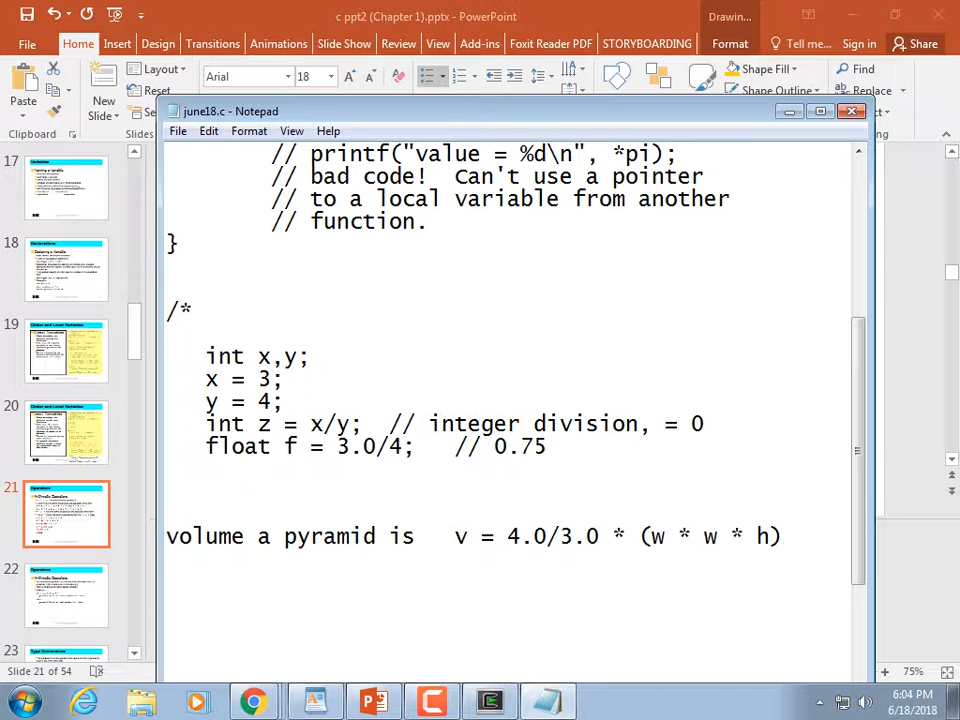 c ppt2 (Chapter 1).pptx - PowerPoint
Drawin...
File Home Insert Design Transitions Animations Slide Show Review View Add-ins Foxit Reader PDF STORYBOARDING Format Tell me... Sign in Share
Paste
Clipboard
New
Slide
Layout
Reset
Slides
Arial 18
Shape Fill
Shape Outline
Find
Replace
june18.c - Notepad
File Edit Format View Help
// printf("value = %d\n", *pi);
// bad code! Can't use a pointer
// to a local variable from another
// function.
}
/*
int x,y;
x = 3;
y = 4;
int z = x/y; // integer division, = 0
float f = 3.0/4; // 0.75
volume a pyramid is v = 4.0/3.0 * (w * w * h)
17
18
19
20
21
22
23
Slide 21 of 54
75%
6:04 PM
6/18/2018